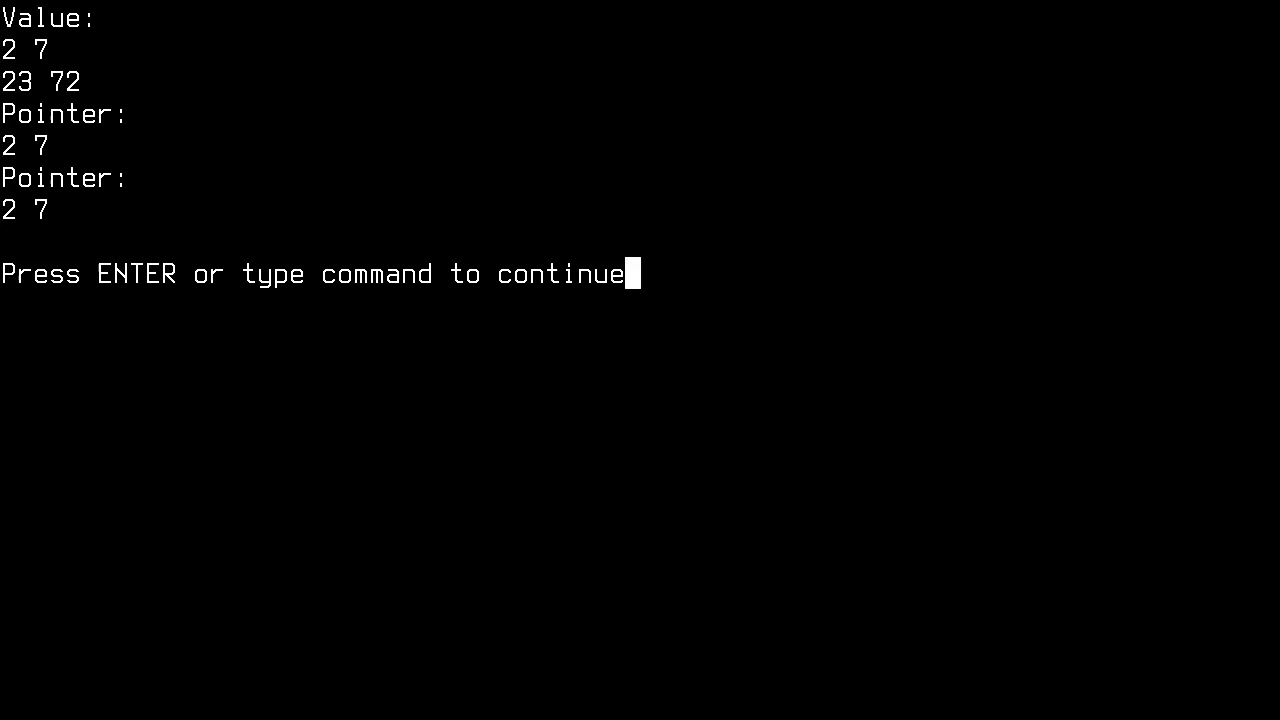 Value:
2 7
23 72
Pointer:
2 7
Pointer:
2 7
Press ENTER or type command to continue